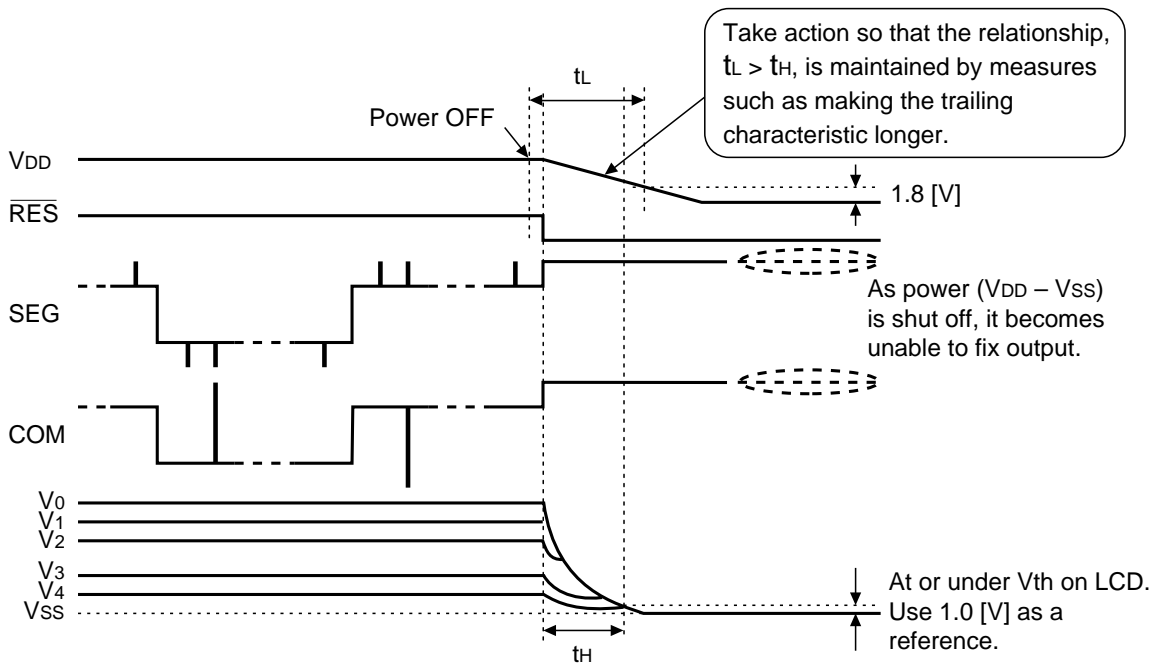 Take action so that the relationship,
tL > tH, is maintained by measures
such as making the trailing
characteristic longer.
tL
Power OFF
VDD
1.8 [V]
RES
SEG
As power (VDD – VSS)
is shut off, it becomes
unable to fix output.
COM
V0
V1
V2
V3
V4
VSS
At or under Vth on LCD.
Use 1.0 [V] as a
reference.
tH